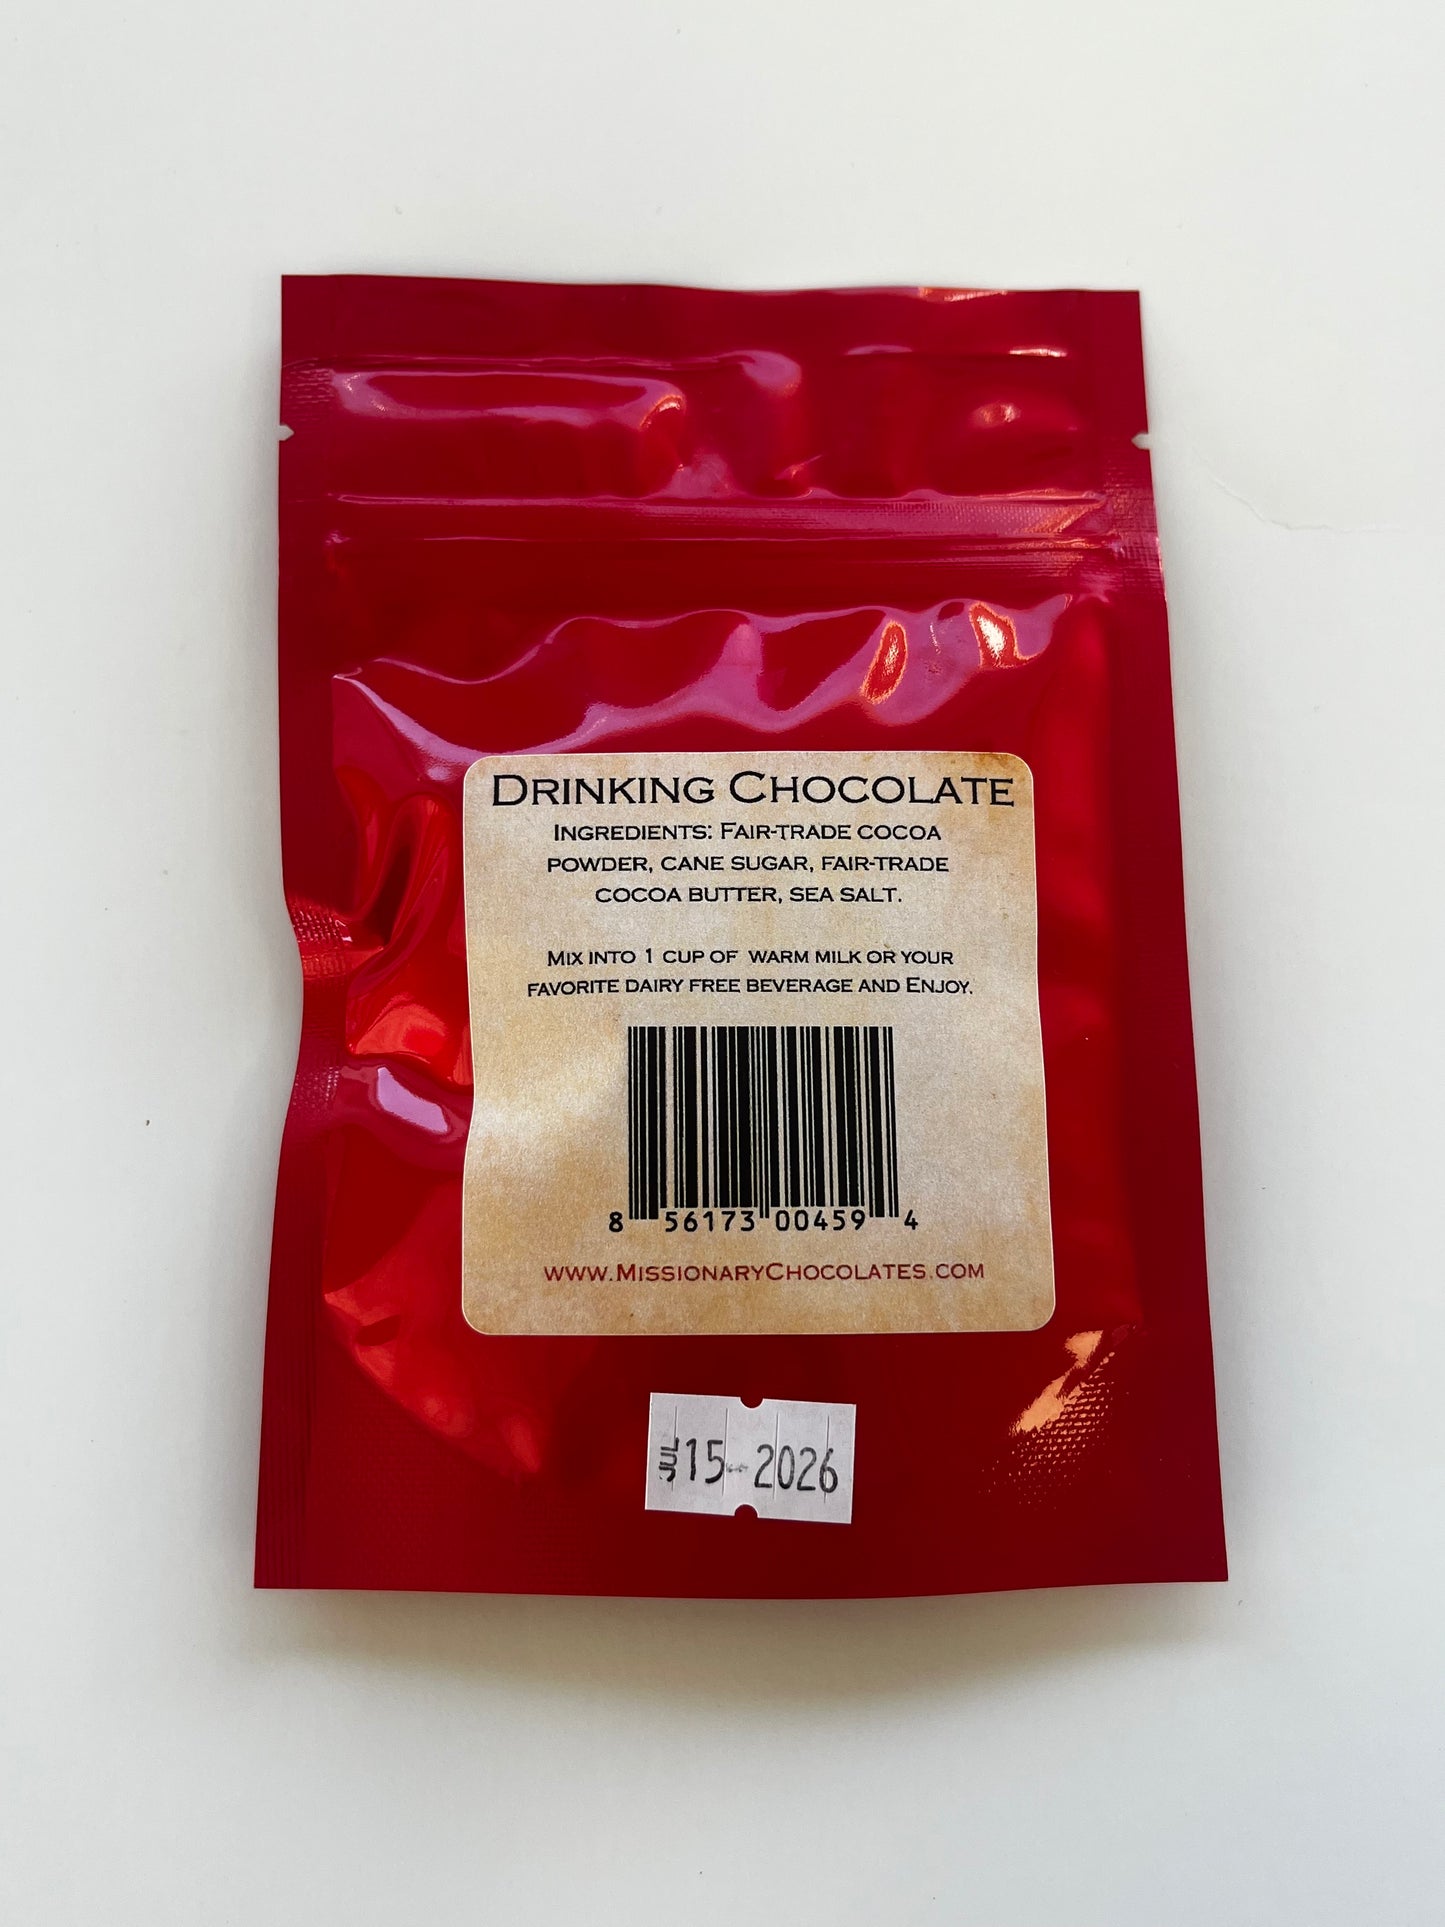 DRINKING CHOCOLATE
INGREDIENTS: FAIR-TRADE COCOA
POWDER, CANE SUGAR, FAIR-TRADE
COCOA BUTTER, SEA SALT.
MIX INTO 1 CUP OF WARM MILK OR YOUR
FAVORITE DAIRY FREE BEVERAGE AND ENJOY.
8 56173 00459 4
WWW.MISSIONARYCHOCOLATES.COM
JUL 15 2026